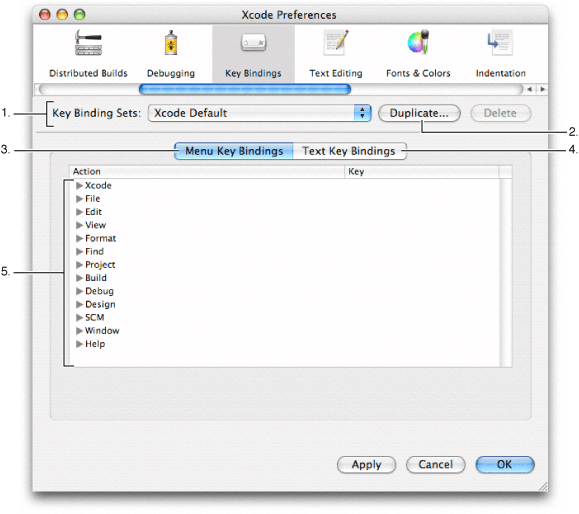 Xcode Preferences
Distributed Builds Debugging Key Bindings Text Editing Fonts & Colors Indentation
1. Key Binding Sets: Xcode Default Duplicate... Delete
2.
3. Menu Key Bindings Text Key Bindings 4.
Action Key
Xcode
File
Edit
View
Format
Find
Project
5. Build
Debug
Design
SCM
Window
Help
Apply Cancel OK